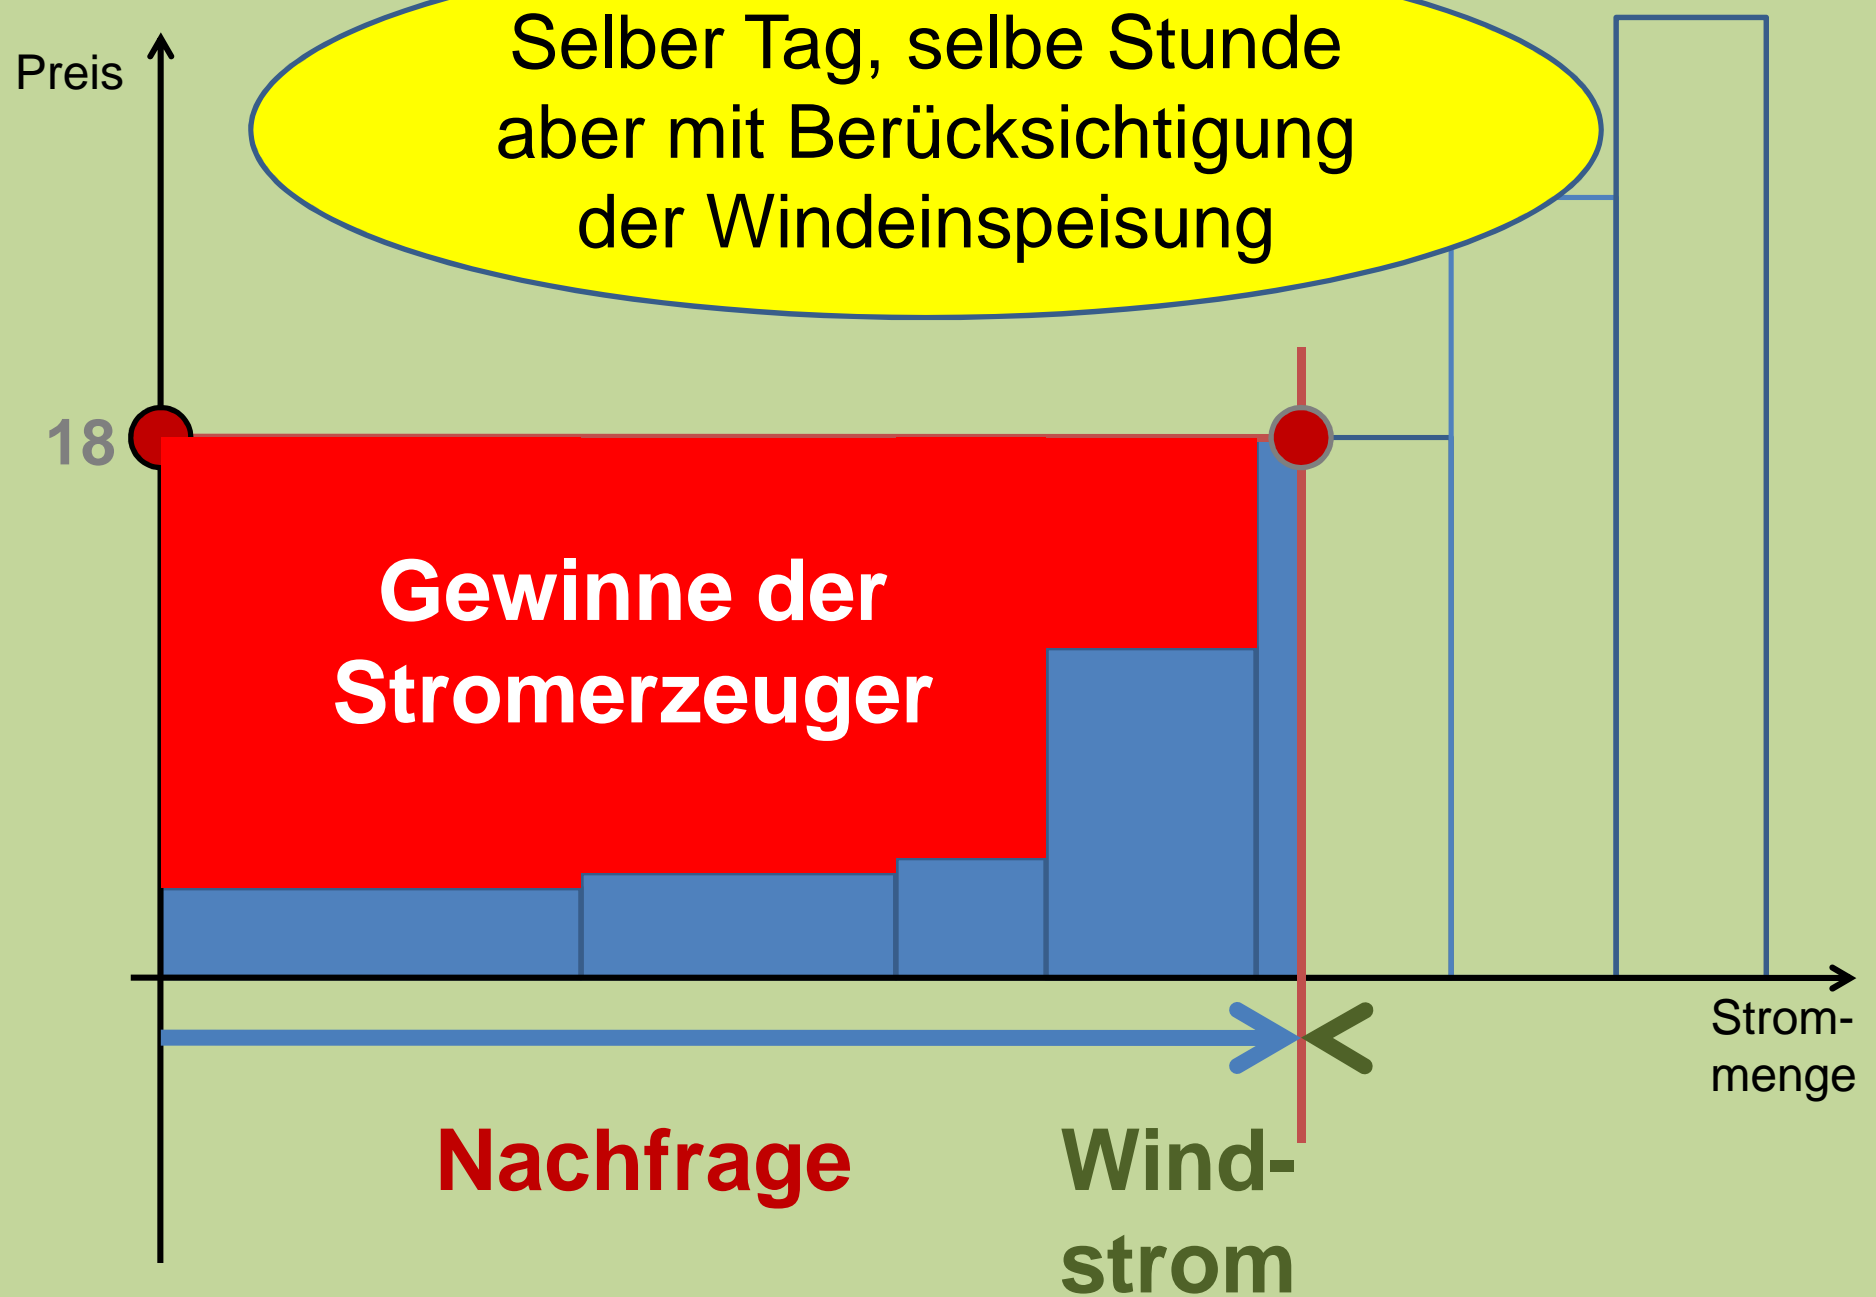 Selber Tag, selbe Stunde
aber mit Berücksichtigung
der Windeinspeisung
Preis
18
Gewinne der
Stromerzeuger
Strom-
menge
Nachfrage
Wind-
strom